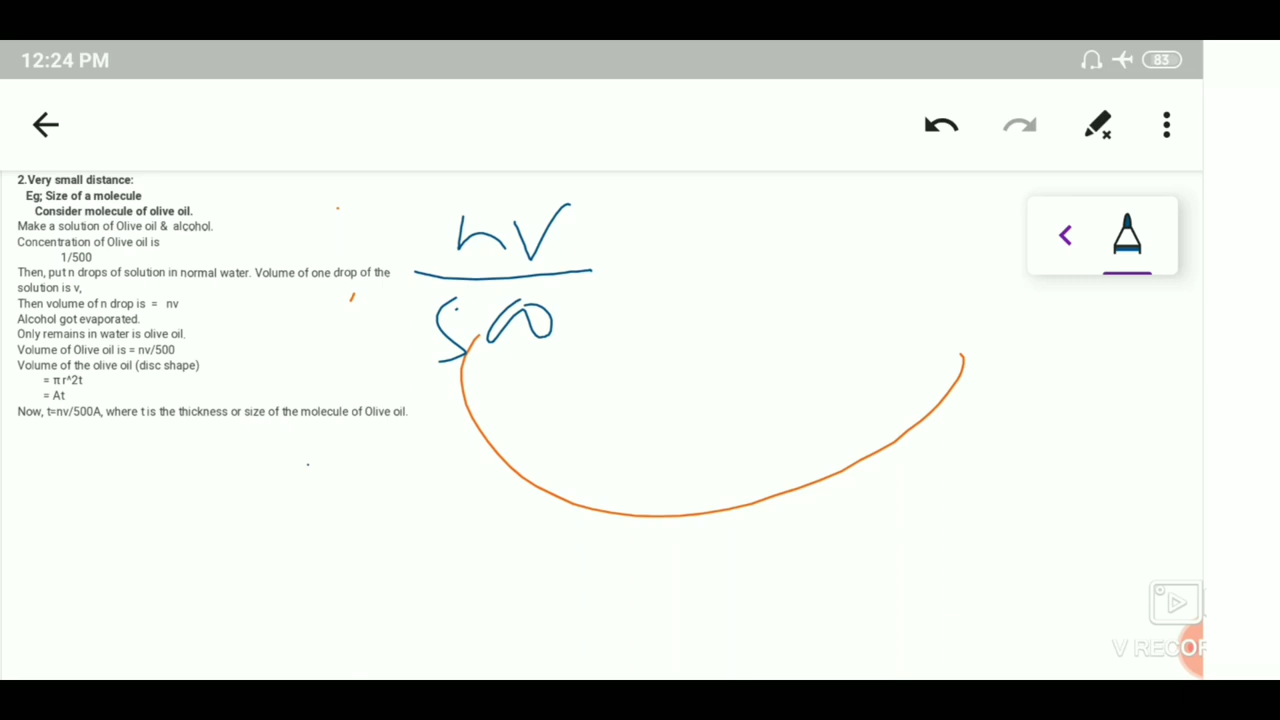 12:24 PM
83
2.Very small distance:
Eg; Size of a molecule
Consider molecule of olive oil.
Make a solution of Olive oil & alcohol.
Concentration of Olive oil is
1/500
Then, put n drops of solution in normal water. Volume of one drop of the
solution is v,
Then volume of n drop is = nv
Alcohol got evaporated.
Only remains in water is olive oil.
Volume of Olive oil is = nv/500
Volume of the olive oil (disc shape)
= πr^2t
= At
Now, t=nv/500A, where t is the thickness or size of the molecule of Olive oil.
nV
500
V RECOR